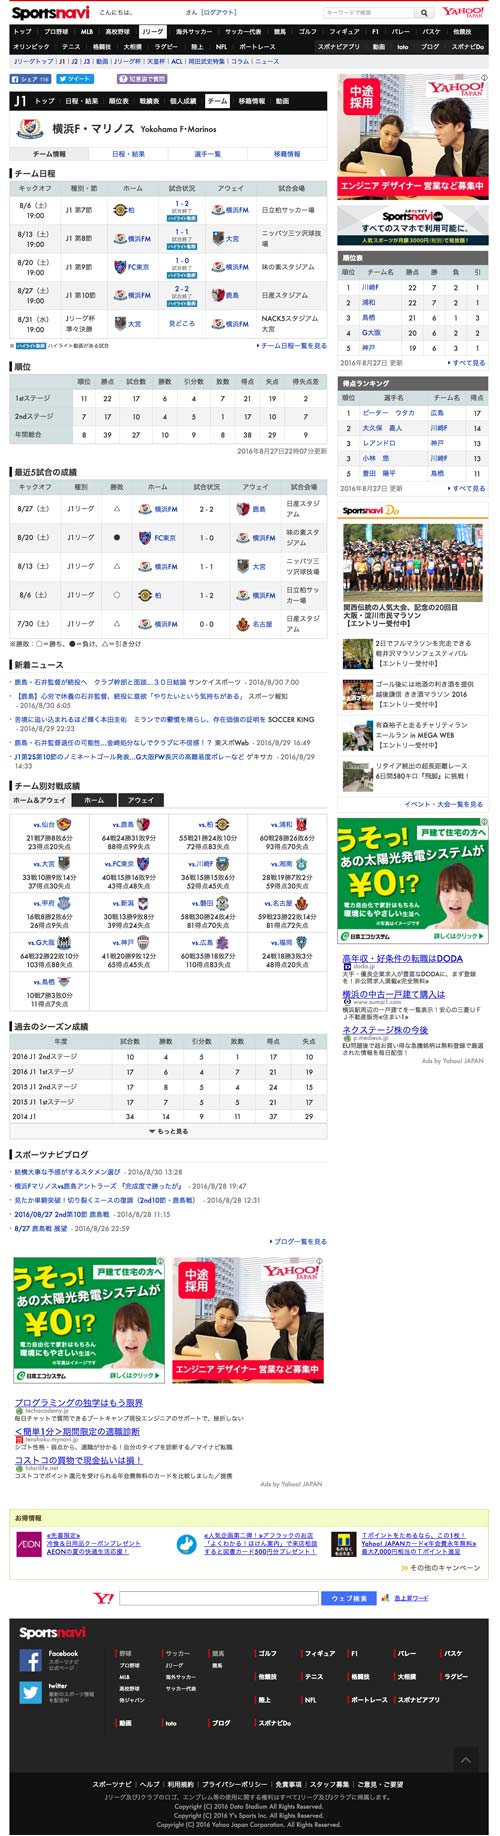 Sportsnavi
こんにちは、 さん [ログアウト]
キーワードで検索
YAHOO! JAPAN
トップ プロ野球 MLB 高校野球 Jリーグ 海外サッカー サッカー代表 競馬 ゴルフ フィギュア F1 バレー バスケ 他競技
オリンピック テニス 格闘技 大相撲 ラグビー 陸上 NFL ボートレース スポナビアプリ 動画 toto ブログ スポナビDo
Jリーグトップ | J1 | J2 | J3 | 動画 | Jリーグ杯 | 天皇杯 | ACL | 岡田武史特集 | コラム | ニュース
シェア 116 ツイート 知恵袋で質問
J1 トップ 日程・結果 順位表 戦績表 個人成績 チーム 移籍情報 動画
横浜F・マリノス Yokohama F・Marinos
チーム情報 日程・結果 選手一覧 移籍情報
チーム日程
キックオフ 種別・節 ホーム 試合状況 アウェイ 試合会場
8/6（土） 19:00 J1 第7節 柏 1 - 2 試合終了 ハイライト動画 横浜FM 日立柏サッカー場
8/13（土） 19:00 J1 第8節 横浜FM 1 - 1 試合終了 ハイライト動画 大宮 ニッパツ三ツ沢球技場
8/20（土） 19:00 J1 第9節 FC東京 1 - 0 試合終了 ハイライト動画 横浜FM 味の素スタジアム
8/27（土） 19:00 J1 第10節 横浜FM 2 - 2 試合終了 ハイライト動画 鹿島 日産スタジアム
8/31（水） 19:00 Jリーグ杯 準々決勝 大宮 見どころ 横浜FM NACK5スタジアム大宮
※ ハイライト動画 ハイライト動画がある試合
チーム日程一覧を見る
順位
順位 勝点 試合数 勝数 引分数 敗数 得点 失点 得失点差
1stステージ 11 22 17 6 4 7 21 19 2
2ndステージ 7 17 10 4 5 1 17 10 7
年間総合 8 39 27 10 9 8 38 29 9
2016年8月27日22時07分更新
最近5試合の成績
キックオフ 種別 勝敗 ホーム 試合状況 アウェイ 試合会場
8/27（土） J1リーグ △ 横浜FM 2 - 2 鹿島 日産スタジアム
8/20（土） J1リーグ ● FC東京 1 - 0 横浜FM 味の素スタジアム
8/13（土） J1リーグ △ 横浜FM 1 - 1 大宮 ニッパツ三ツ沢球技場
8/6（土） J1リーグ ○ 柏 1 - 2 横浜FM 日立柏サッカー場
7/30（土） J1リーグ △ 横浜FM 0 - 0 名古屋 日産スタジアム
※勝敗：○=勝ち、●=負け、△=引き分け
新着ニュース
鹿島・石井監督が続投へ クラブ幹部と面談…３０日結論 サンケイスポーツ - 2016/8/30 7:00
【鹿島】心労で休養の石井監督、続投に意欲「やりたいという気持ちがある」 スポーツ報知 - 2016/8/30 6:05
苦境に追い込まれるほど輝く本田圭佑 ミランでの鬱憤を晴らし、存在価値の証明を SOCCER KING - 2016/8/29 22:23
鹿島・石井監督退任の可能性…金崎処分なしでクラブに不信感！？ 東スポWeb - 2016/8/29 16:49
J1第25第10節のノミネートゴール発表…G大阪FW長沢の高難易度ボレーなど ゲキサカ - 2016/8/29 14:33
チーム別対戦成績
ホーム＆アウェイ ホーム アウェイ
vs.仙台 vs.鹿島 vs.柏 vs.浦和
21戦7勝8敗6分 64戦24勝31敗9分 55戦21勝24敗10分 60戦28勝26敗6分
23得点20失点 88得点99失点 72得点83失点 93得点70失点
vs.大宮 vs.FC東京 vs.川崎F vs.湘南
33戦10勝9敗14分 40戦15勝16敗9分 36戦15勝15敗6分 28戦19勝7敗2分
37得点30失点 43得点48失点 52得点45失点 59得点30失点
vs.甲府 vs.新潟 vs.磐田 vs.名古屋
16戦8勝2敗6分 30戦13勝9敗8分 58戦30勝24敗4分 59戦23勝22敗14分
26得点9失点 39得点24失点 81得点70失点 81得点65失点
vs.G大阪 vs.神戸 vs.広島 vs.福岡
64戦32勝22敗10分 41戦20勝9敗12分 60戦35勝18敗7分 24戦18勝3敗3分
103得点88失点 65得点45失点 110得点83失点 48得点20失点
vs.鳥栖
10戦7勝3敗0分
11得点7失点
過去のシーズン成績
年度 試合数 勝数 引分数 敗数 得点 失点
2016 J1 2ndステージ 10 4 5 1 17 10
2016 J1 1stステージ 17 6 4 7 21 19
2015 J1 2ndステージ 17 8 5 4 24 15
2015 J1 1stステージ 17 7 5 5 21 17
2014 J1 34 14 9 11 37 29
もっと見る
スポーツナビブログ
結構大事な予感がするスタメン選び - 2016/8/30 13:28
横浜Fマリノスvs鹿島アントラーズ 『完成度で勝ったが』 - 2016/8/28 19:47
見たか単騎突破！切り裂くエースの復調（2nd10節・鹿島戦） - 2016/8/28 12:31
2016/08/27 2nd第10節 鹿島戦 - 2016/8/28 11:15
8/27 鹿島戦 展望 - 2016/8/26 22:59
ブログ一覧を見る
うそっ! 戸建て住宅の方へ
あの太陽光発電システムが
¥0!?
電力自由化で家計はもちろん環境にもやさしい生活へ
※写真はイメージです
日本エコシステム 詳しくはクリック
中途採用 YAHOO! JAPAN
エンジニア デザイナー 営業など募集中
プログラミングの独学はもう限界
techacademy.jp
毎日チャットで質問できるブートキャンプ現役エンジニアのサポートで、挫折しない
＜簡単1分＞期間限定の適職診断
tenshoku.mynavi.jp
シゴト性格・弱点から、適職が分かる！自分のタイプを診断する／マイナビ転職
コストコの買物で現金払いは損！
hitorilife.net
コストコでポイント還元を受けられる年会費無料のカードを比較しました／提携
Ads by Yahoo! JAPAN
中途採用 YAHOO! JAPAN
エンジニア デザイナー 営業など募集中
スポナビライブ
Sportsnavi
すべてのスマホで利用可能に。
人気スポーツが月額3000円(税別)で見放題！
順位表
順位 チーム名 勝点 勝 負 引
1 川崎F 22 7 2 1
2 浦和 22 7 2 1
3 鳥栖 21 6 1 3
4 G大阪 20 6 2 2
5 神戸 19 6 3 1
2016年8月27日 更新 すべて見る
得点ランキング
順位 選手名 チーム名 得点
1 ピーター ウタカ 広島 17
2 大久保 嘉人 川崎F 14
3 レアンドロ 神戸 13
3 小林 悠 川崎F 13
5 豊田 陽平 鳥栖 11
2016年8月27日 更新 すべて見る
Sportsnavi Do
関西伝統の人気大会、記念の20回目
大阪・淀川市民マラソン
【エントリー受付中】
2日でフルマラソンを完走できる
軽井沢マラソンフェスティバル
【エントリー受付中】
ゴール後には地酒の利き酒を提供
越後謙信 きき酒マラソン 2016
【エントリー受付中】
有森裕子と走るチャリティラン
エールラン in MEGA WEB
【エントリー受付中】
リタイア続出の超長距離レース
6日間580キロ『飛脚』に挑戦！
イベント・大会一覧を見る
うそっ! 戸建て住宅の方へ
あの太陽光発電システムが
¥0!?
電力自由化で家計はもちろん環境にもやさしい生活へ
※写真はイメージです
日本エコシステム 詳しくはクリック
高年収・好条件の転職はDODA
doda.jp
大手・優良企業求人が豊富なDODAに、まず登録を！非公開求人満載≪完全無料≫
横浜の中古一戸建て購入は
www.sumai1.com
横浜駅周辺の一戸建てを一覧表示！安心の三菱ＵＦＪ不動産販売≪住まい1≫
ネクステージ株の今後
p.medieus.jp
EU問題後で超お買い得な急騰銘柄は無料登録で厳選された情報を毎日配信！
Ads by Yahoo! JAPAN
お得情報
AEON
≪先着限定≫
冷食＆日用品クーポンプレゼント
AEONの夏の快適生活応援！
≪人気企画第二弾！≫アフラックのお店
「よくわかる！ほけん案内」で来店相談
すると図書カード500円分プレゼント！
Ｔポイントをためるなら、この1枚！
Yahoo! JAPANカード≪年会費永年無料≫
最大7,000円相当のＴポイント進呈
その他のキャンペーン
Y! ウェブ検索 急上昇ワード
Sportsnavi
Facebook
スポーツナビ
公式ページ
twitter
最新のスポーツ情報
を配信中
野球 サッカー 競馬 ゴルフ フィギュア F1 バレー バスケ
プロ野球 Jリーグ 競馬
MLB 海外サッカー 他競技 テニス 格闘技 大相撲 ラグビー
高校野球 サッカー代表
侍ジャパン 陸上 NFL ボートレース スポナビアプリ
動画 toto ブログ スポナビDo
スポーツナビ | ヘルプ | 利用規約 | プライバシーポリシー | 免責事項 | スタッフ募集 | ご意見・ご要望
Jリーグ及びJクラブのロゴ、エンブレム等の使用に関する権利はすべてJリーグ及びJクラブに帰属します。
Copyright (C) 2016 Data Stadium All Rights Reserved.
Copyright (C) 2016 Y's Sports Inc. All Rights Reserved.
Copyright (C) 2016 Yahoo Japan Corporation. All Rights Reserved.